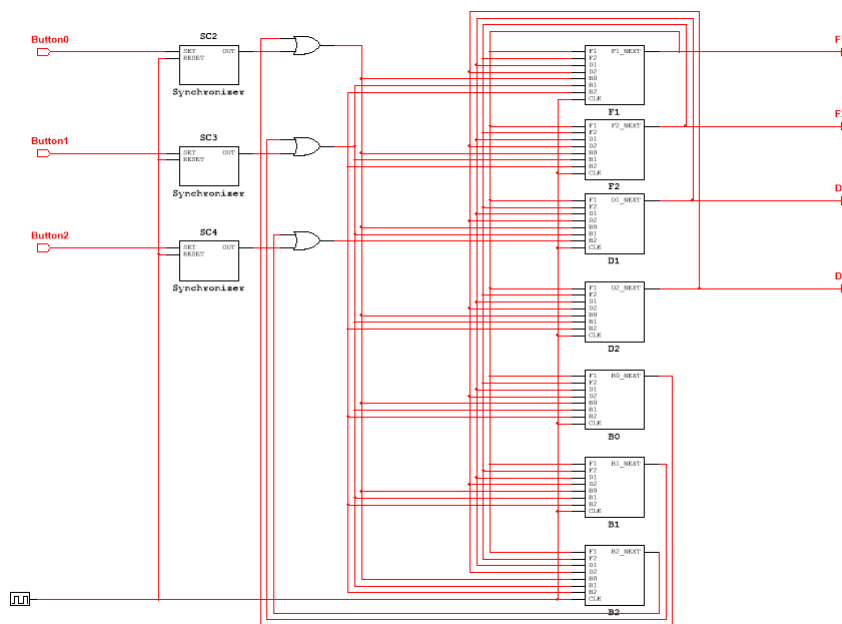 Button0
SC2
SET OUT
RESET
Synchronizer
Button1
SC3
SET OUT
RESET
Synchronizer
Button2
SC4
SET OUT
RESET
Synchronizer
F1 F1_NEXT
F2
D1
D2
B0
B1
B2
CLK
F1
F1 F2_NEXT
F2
D1
D2
B0
B1
B2
CLK
F2
F1 D1_NEXT
F2
D1
D2
B0
B1
B2
CLK
D1
F1 D2_NEXT
F2
D1
D2
B0
B1
B2
CLK
D2
F1 B0_NEXT
F2
D1
D2
B0
B1
B2
CLK
B0
F1 B1_NEXT
F2
D1
D2
B0
B1
B2
CLK
B1
F1 B2_NEXT
F2
D1
D2
B0
B1
B2
CLK
B2